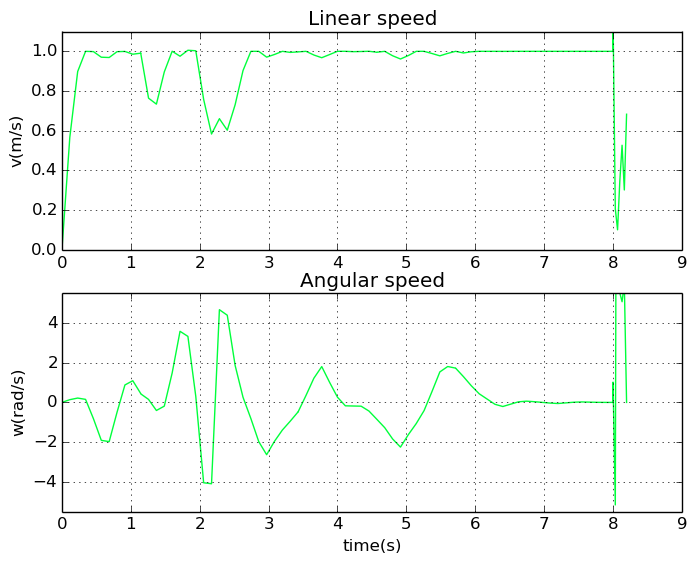 Linear speed
1.0
0.8
0.6
0.4
0.2
0.0
v(m/s)
0 1 2 3 4 5 6 7 8 9
Angular speed
4
2
0
−2
−4
w(rad/s)
0 1 2 3 4 5 6 7 8 9
time(s)